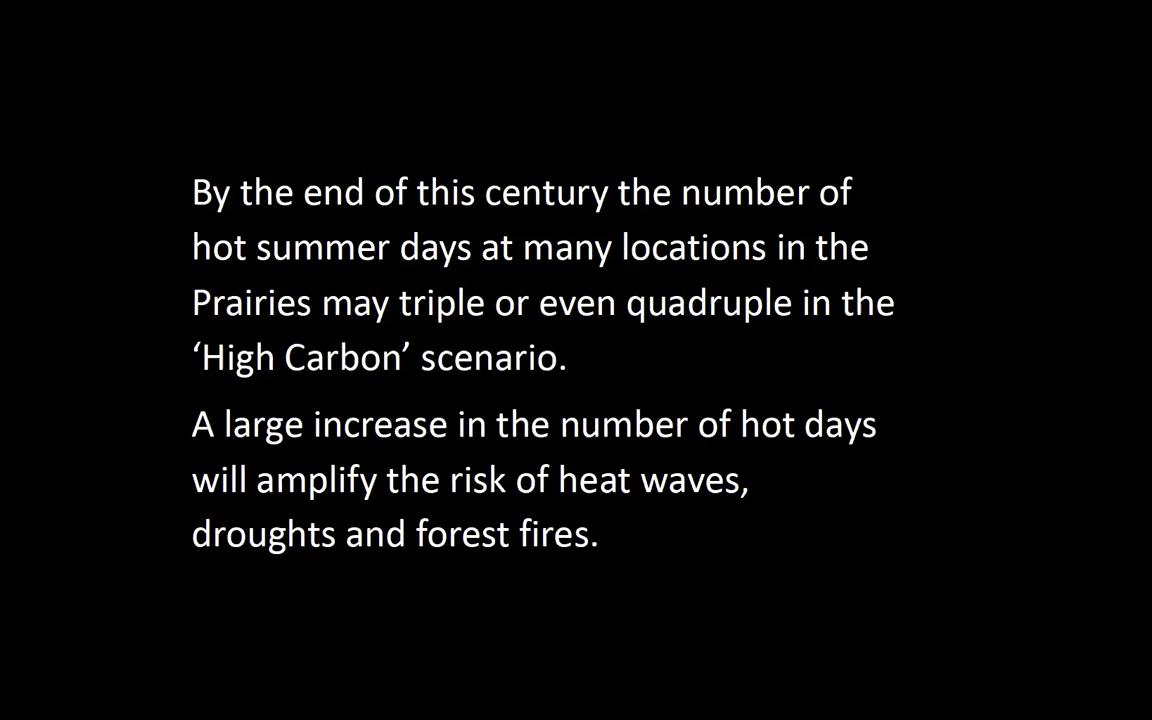 By the end of this century the number of
hot summer days at many locations in the
Prairies may triple or even quadruple in the
‘High Carbon’ scenario.
A large increase in the number of hot days
will amplify the risk of heat waves,
droughts and forest fires.